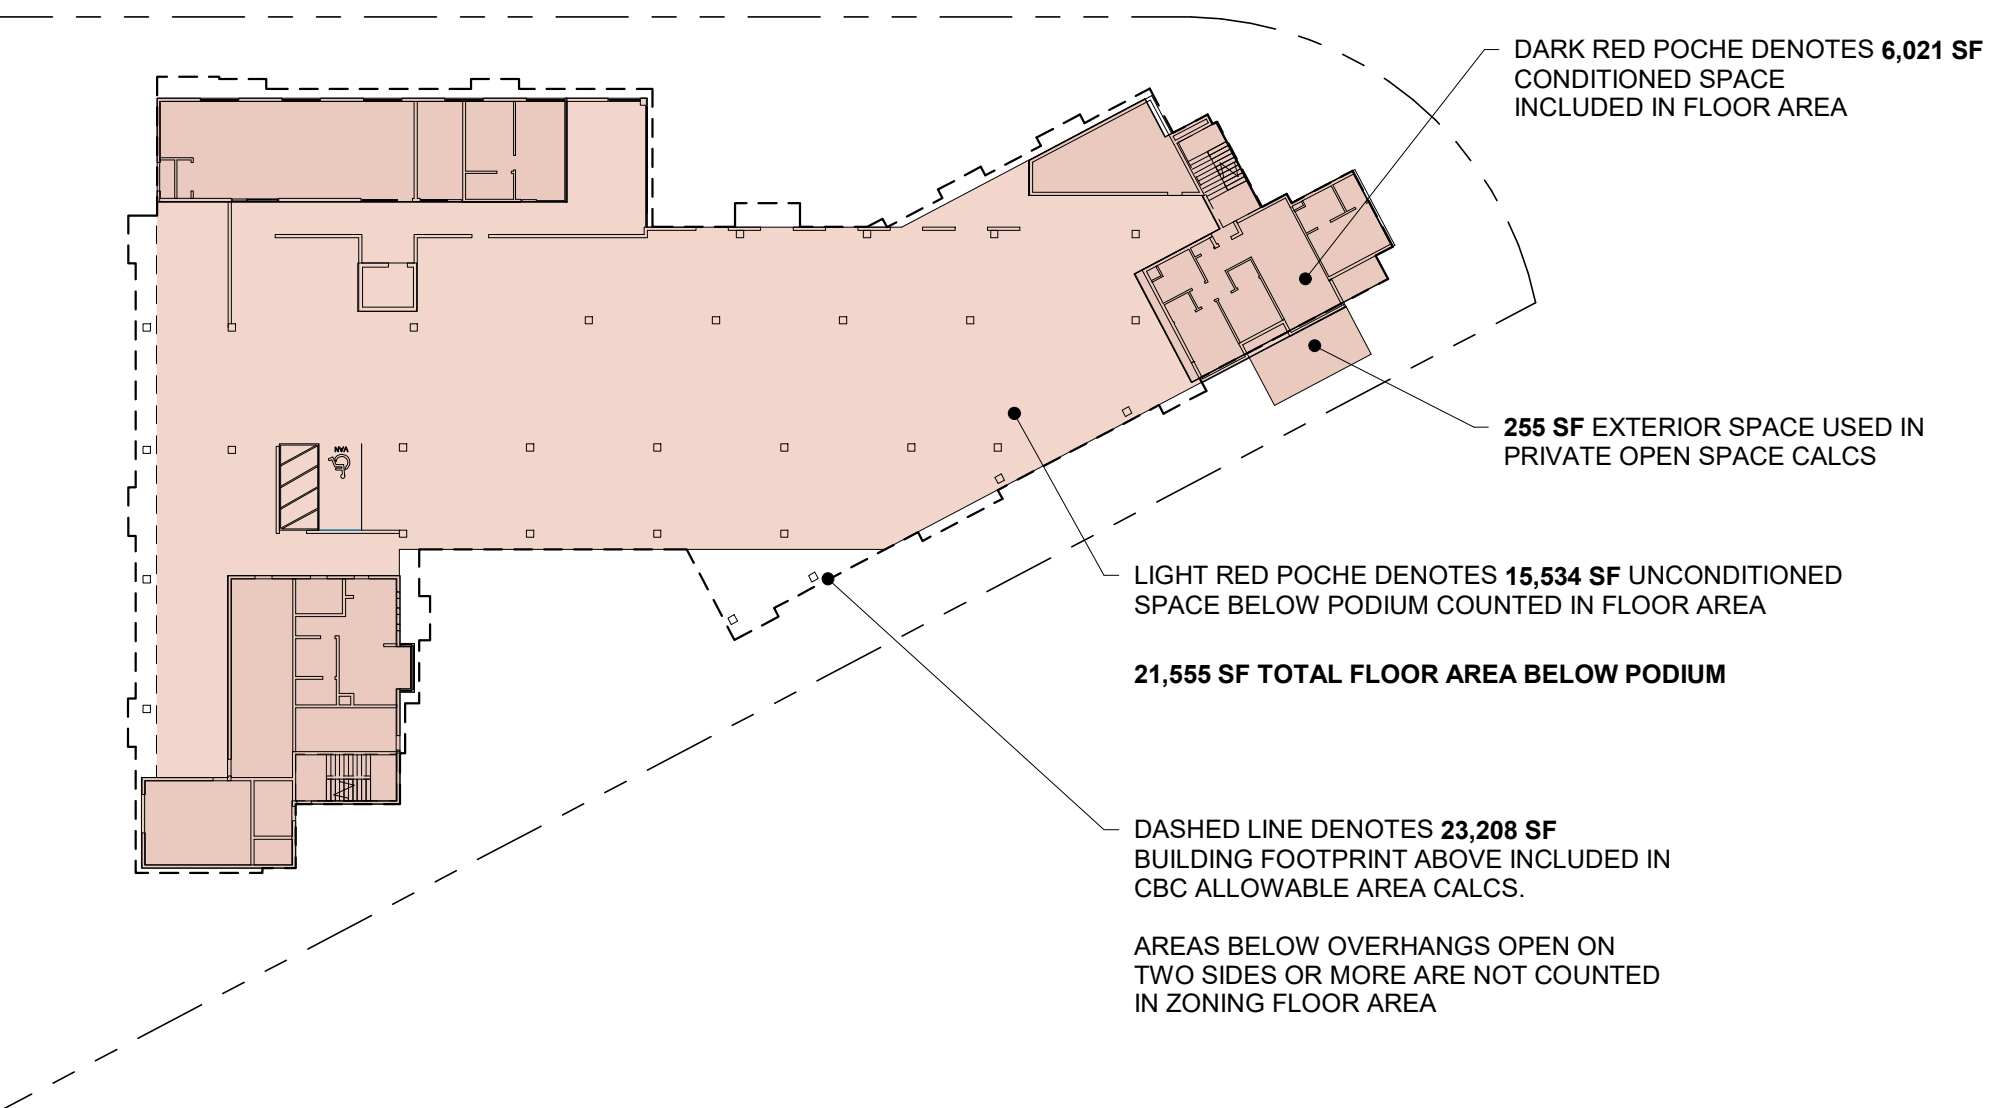 DARK RED POCHE DENOTES 6,021 SF
CONDITIONED SPACE
INCLUDED IN FLOOR AREA
VAN
255 SF EXTERIOR SPACE USED IN
PRIVATE OPEN SPACE CALCS
LIGHT RED POCHE DENOTES 15,534 SF UNCONDITIONED
SPACE BELOW PODIUM COUNTED IN FLOOR AREA
21,555 SF TOTAL FLOOR AREA BELOW PODIUM
DASHED LINE DENOTES 23,208 SF
BUILDING FOOTPRINT ABOVE INCLUDED IN
CBC ALLOWABLE AREA CALCS.
AREAS BELOW OVERHANGS OPEN ON
TWO SIDES OR MORE ARE NOT COUNTED
IN ZONING FLOOR AREA